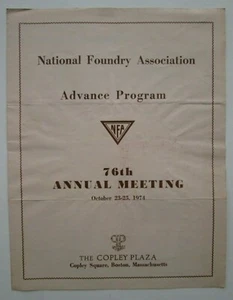 National Foundry Association
Advance Program
NFA
76th
ANNUAL MEETING
October 23-25, 1974
THE COPLEY PLAZA
Copley Square, Boston, Massachusetts